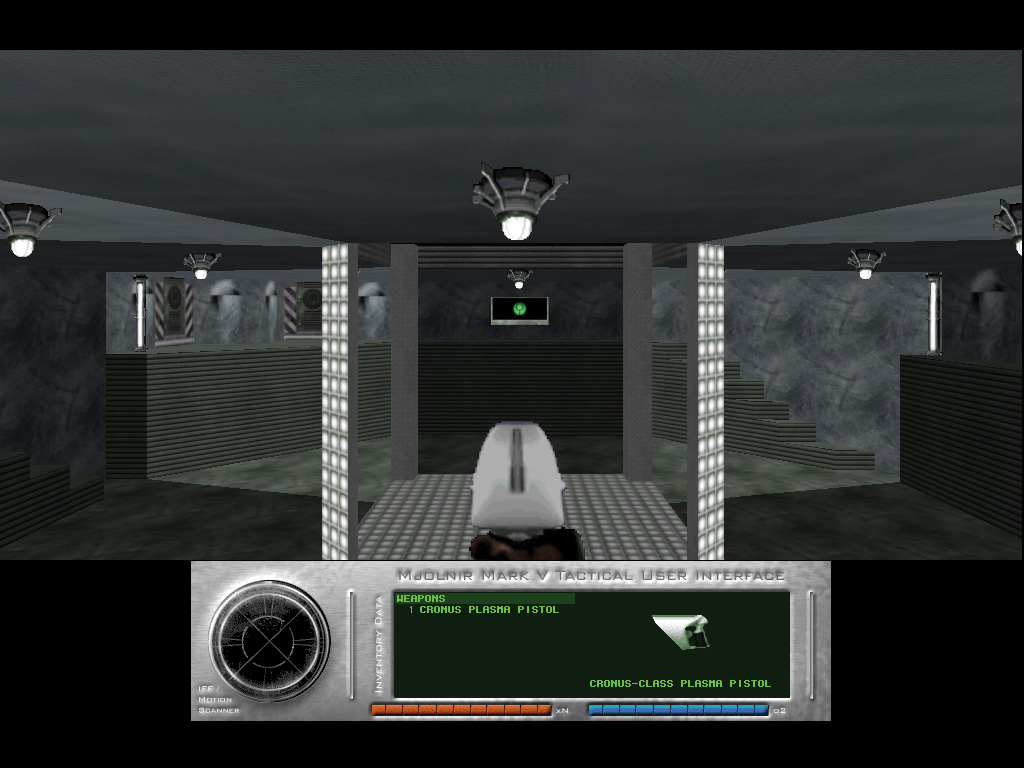 Mjolnir Mark V Tactical User Interface
Inventory Data
WEAPONS
1 CRONUS PLASMA PISTOL
CRONUS-CLASS PLASMA PISTOL
IFF /
Motion
Scanner
xN
o2